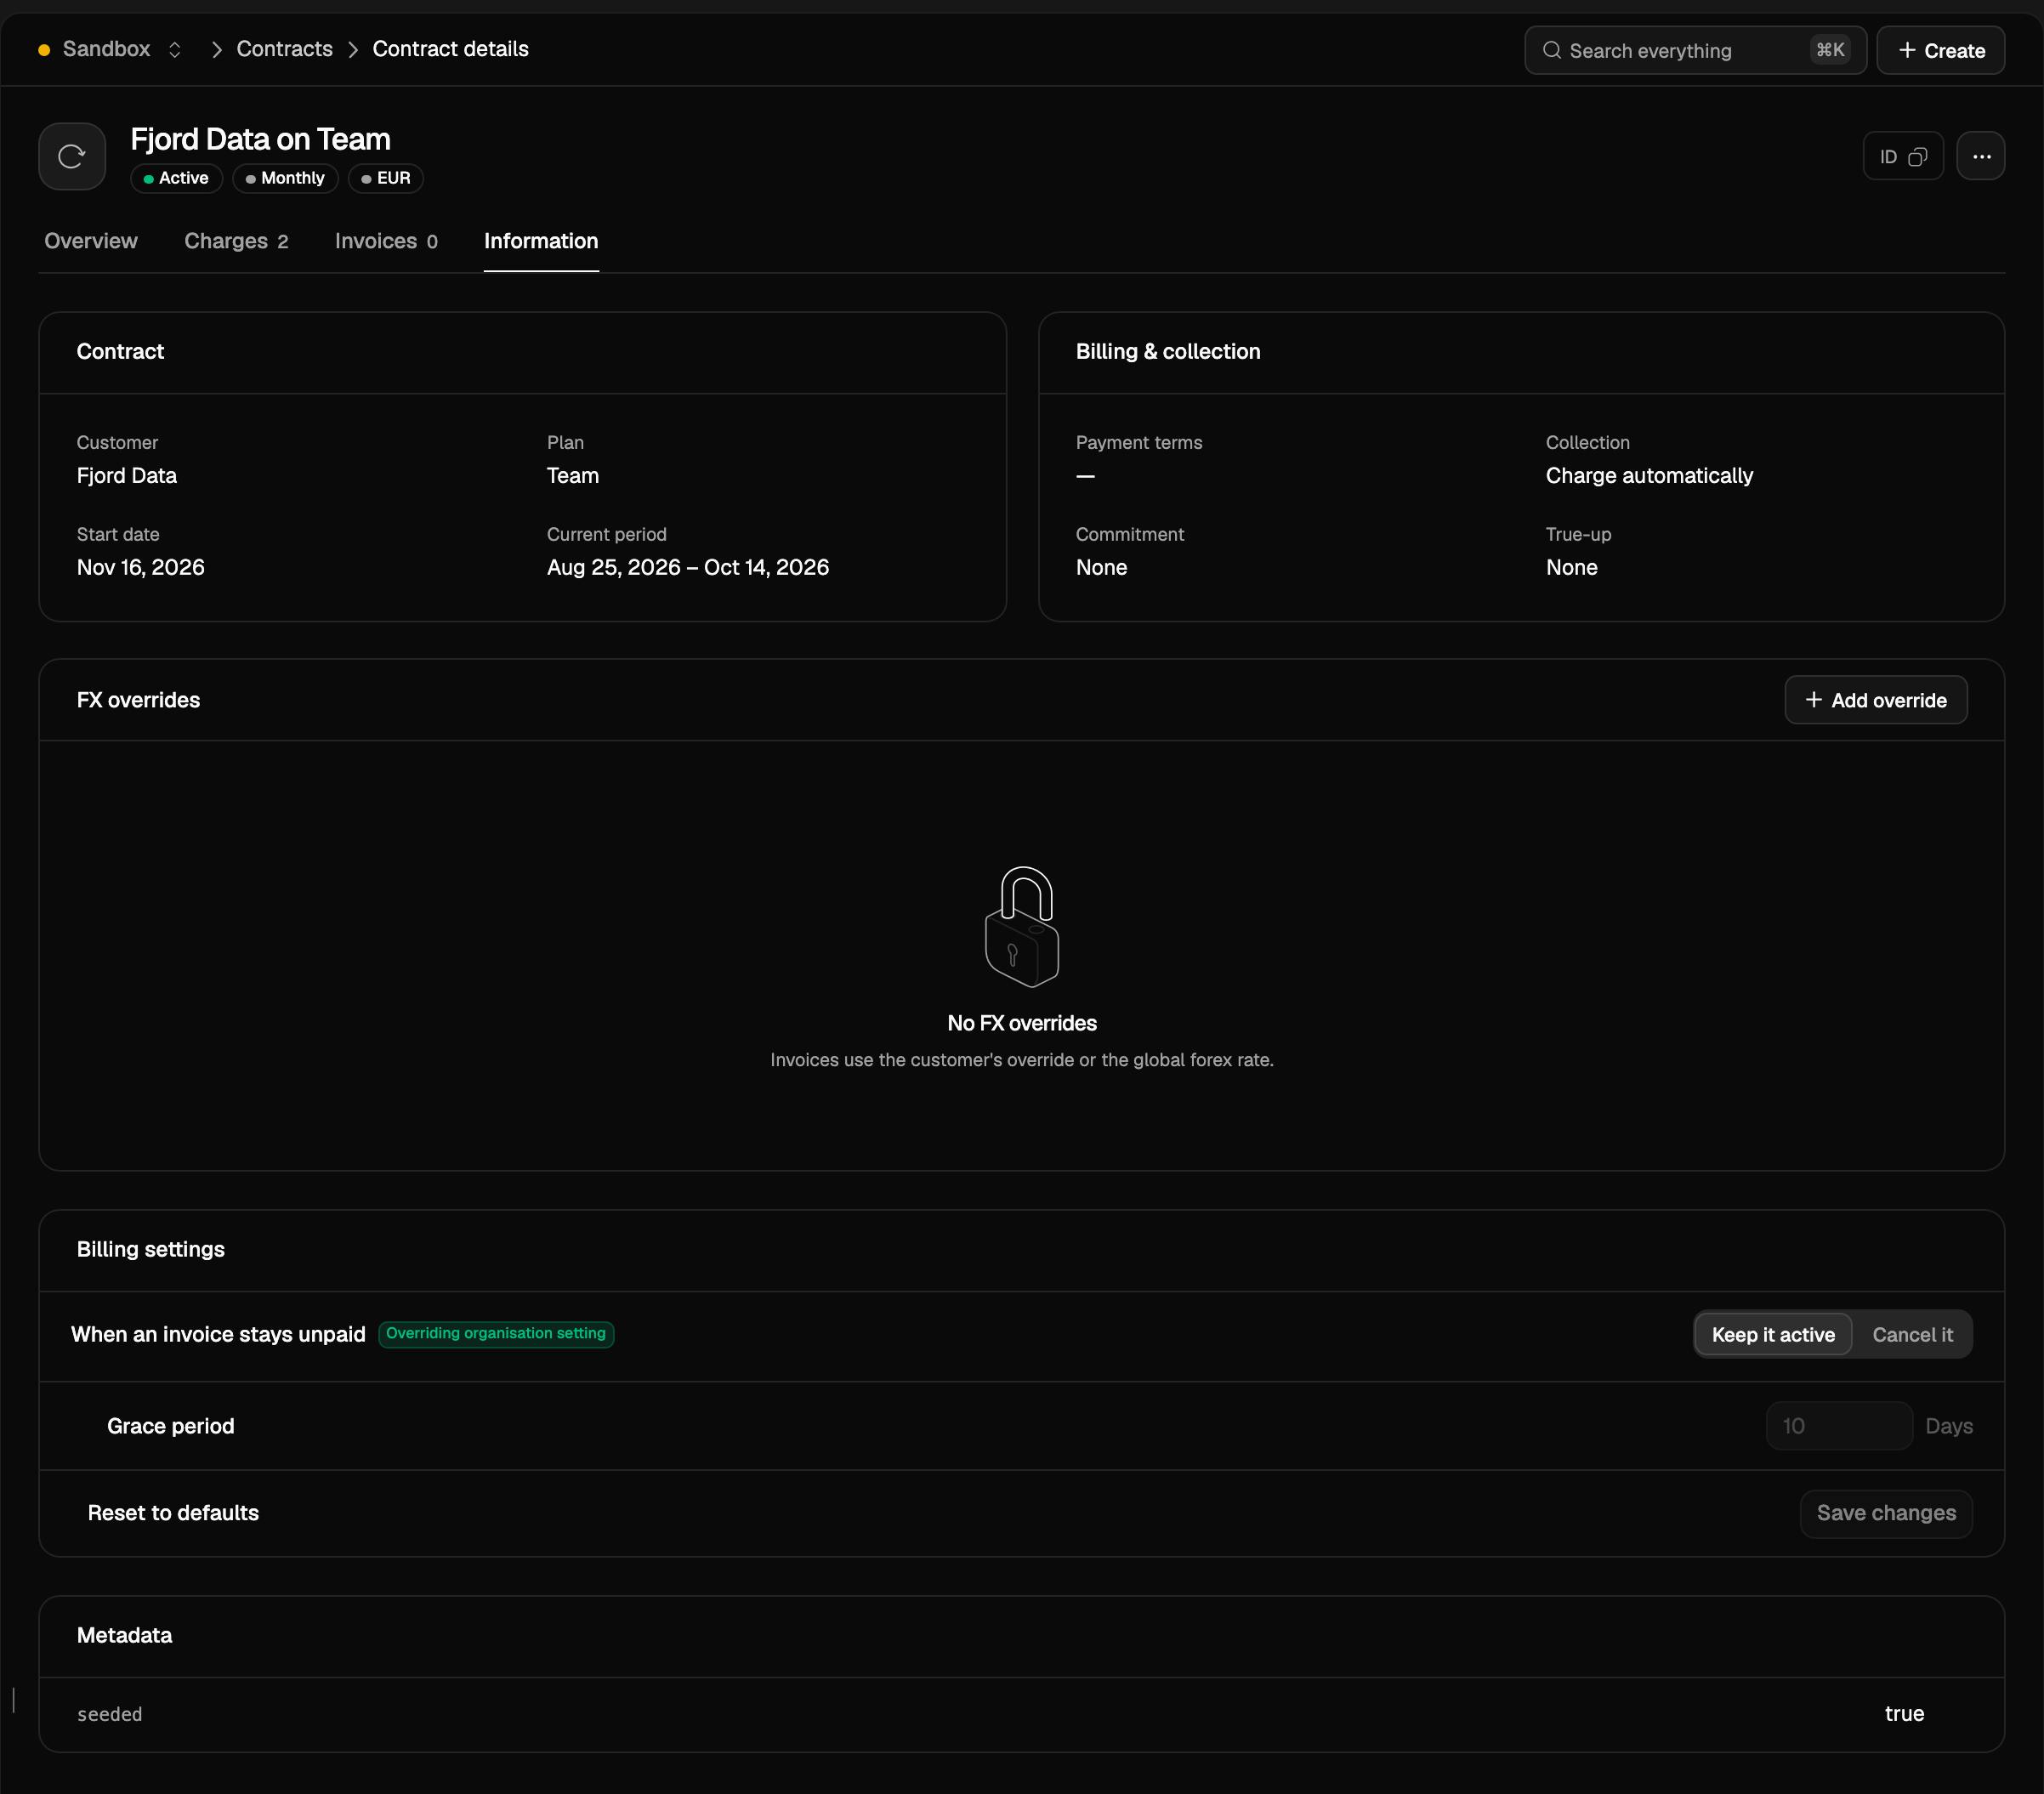 Sandbox > Contracts > Contract details
Search everything ⌘K
+ Create
Fjord Data on Team
Active Monthly EUR
ID
Overview Charges 2 Invoices 0 Information
Contract
Customer Plan
Fjord Data Team
Start date Current period
Nov 16, 2026 Aug 25, 2026 – Oct 14, 2026
Billing & collection
Payment terms Collection
— Charge automatically
Commitment True-up
None None
FX overrides
+ Add override
No FX overrides
Invoices use the customer's override or the global forex rate.
Billing settings
When an invoice stays unpaid Overriding organisation setting Keep it active Cancel it
Grace period 10 Days
Reset to defaults Save changes
Metadata
seeded true